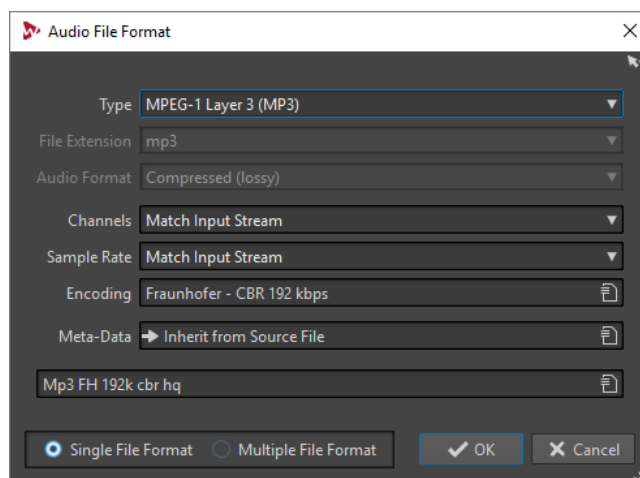 Audio File Format
Type MPEG-1 Layer 3 (MP3)
File Extension mp3
Audio Format Compressed (lossy)
Channels Match Input Stream
Sample Rate Match Input Stream
Encoding Fraunhofer - CBR 192 kbps
Meta-Data Inherit from Source File
Mp3 FH 192k cbr hq
Single File Format Multiple File Format OK Cancel